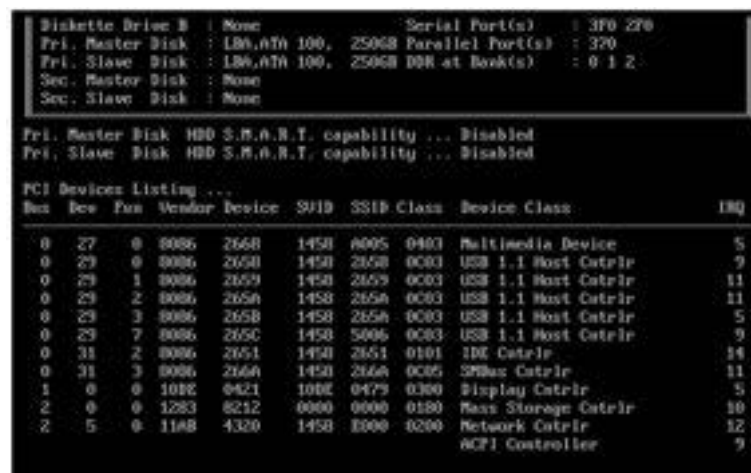 Diskette Drive B : None Serial Port(s) : 3F0 2F0
Pri. Master Disk : LBA,ATA 100, 250GB Parallel Port(s) : 370
Pri. Slave Disk : LBA,ATA 100, 250GB DDR at Bank(s) : 0 1 2
Sec. Master Disk : None
Sec. Slave Disk : None
Pri. Master Disk HDD S.M.A.R.T. capability ... Disabled
Pri. Slave Disk HDD S.M.A.R.T. capability ... Disabled
PCI Devices Listing ...
Bus Dev Fun Vendor Device SVID SSID Class Device Class IRQ
0 27 0 8086 2668 1458 A005 0403 Multimedia Device 5
0 29 0 8086 2658 1458 2658 0C03 USB 1.1 Host Cntrlr 9
0 29 1 8086 2659 1458 2659 0C03 USB 1.1 Host Cntrlr 11
0 29 2 8086 265A 1458 265A 0C03 USB 1.1 Host Cntrlr 11
0 29 3 8086 265B 1458 265A 0C03 USB 1.1 Host Cntrlr 5
0 29 7 8086 265C 1458 5006 0C03 USB 1.1 Host Cntrlr 9
0 31 2 8086 2651 1458 2651 0101 IDE Cntrlr 14
0 31 3 8086 266A 1458 266A 0C05 SMBus Cntrlr 11
1 0 0 10DE 0421 10DE 0479 0300 Display Cntrlr 5
2 0 0 1283 8212 0000 0000 0180 Mass Storage Cntrlr 10
2 5 0 11AB 4320 1458 E000 0200 Network Cntrlr 12
ACPI Controller 9